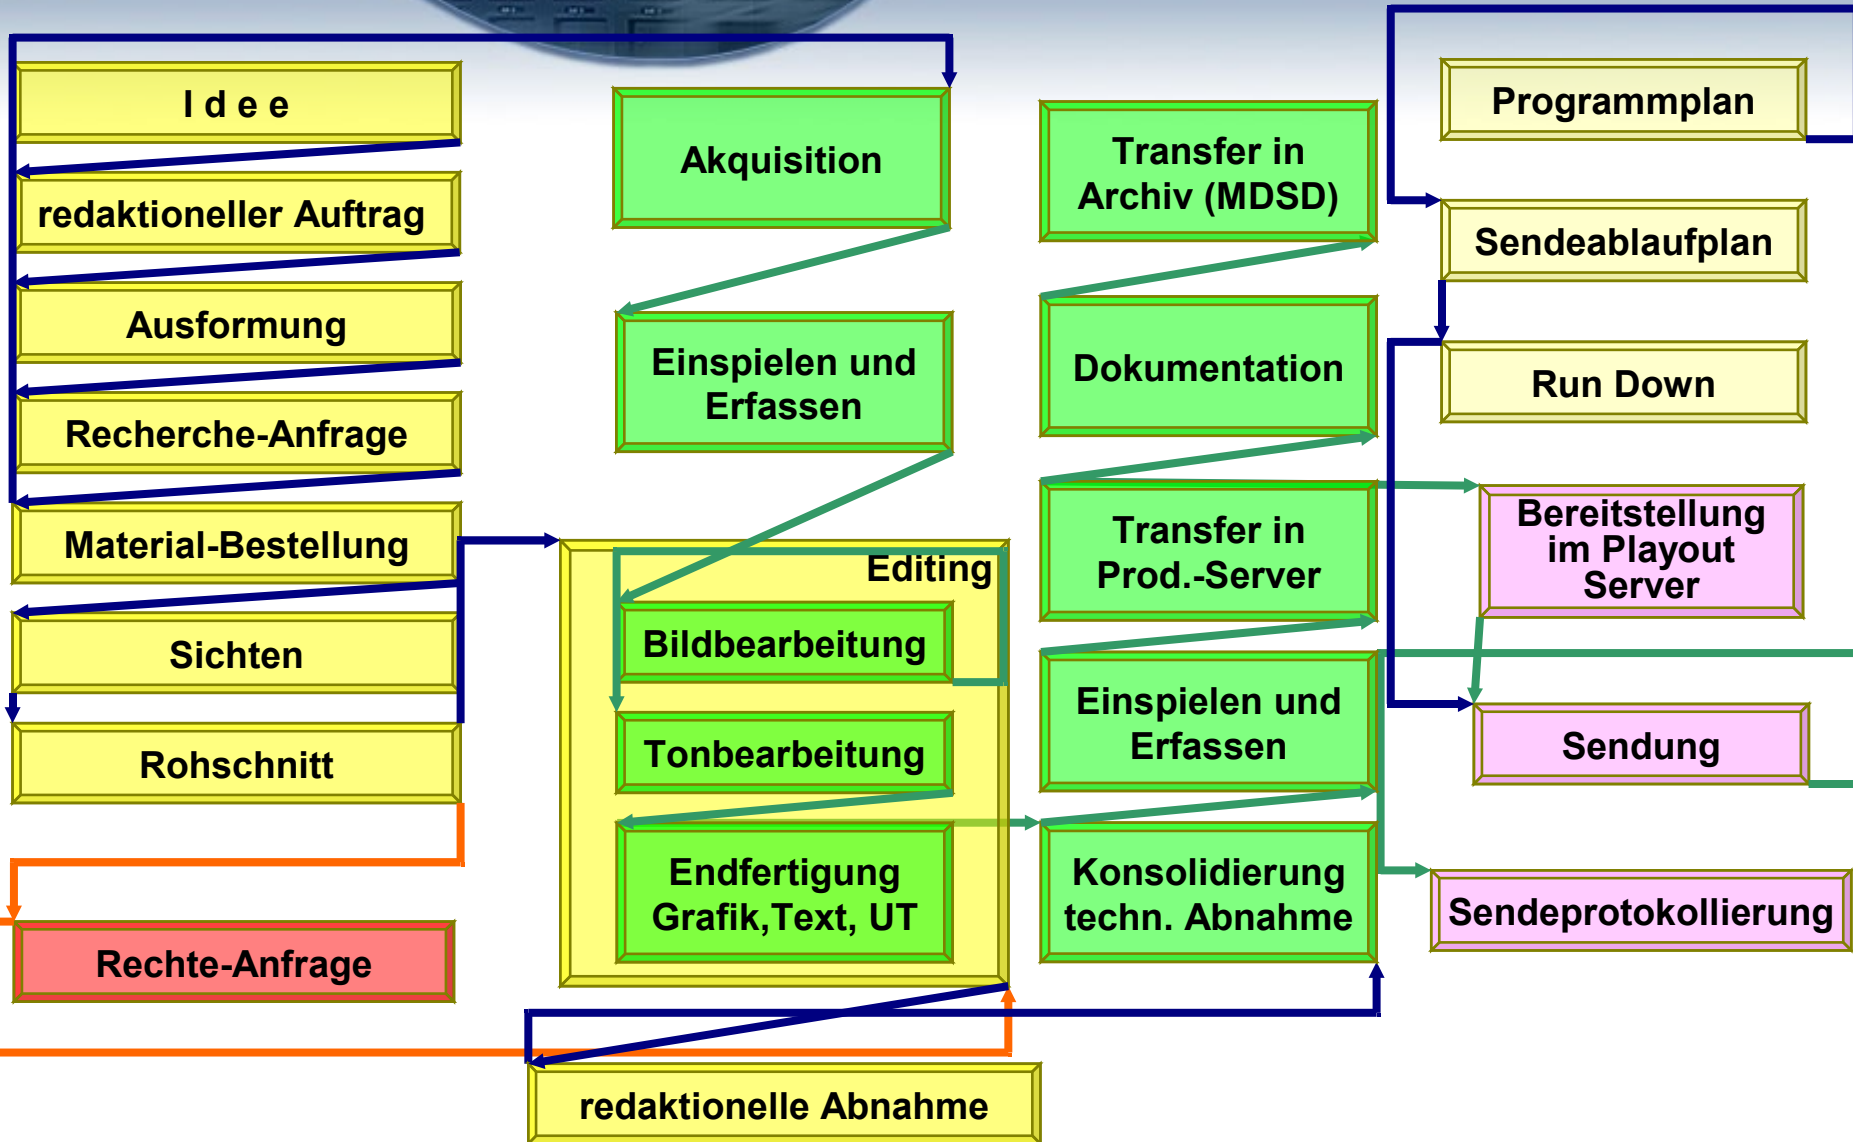 I d e e
redaktioneller Auftrag
Ausformung
Recherche-Anfrage
Material-Bestellung
Sichten
Rohschnitt
Rechte-Anfrage
Akquisition
Einspielen und
Erfassen
Editing
Bildbearbeitung
Tonbearbeitung
Endfertigung
Grafik,Text, UT
redaktionelle Abnahme
Transfer in
Archiv (MDSD)
Dokumentation
Transfer in
Prod.-Server
Einspielen und
Erfassen
Konsolidierung
techn. Abnahme
Programmplan
Sendeablaufplan
Run Down
Bereitstellung
im Playout
Server
Sendung
Sendeprotokollierung